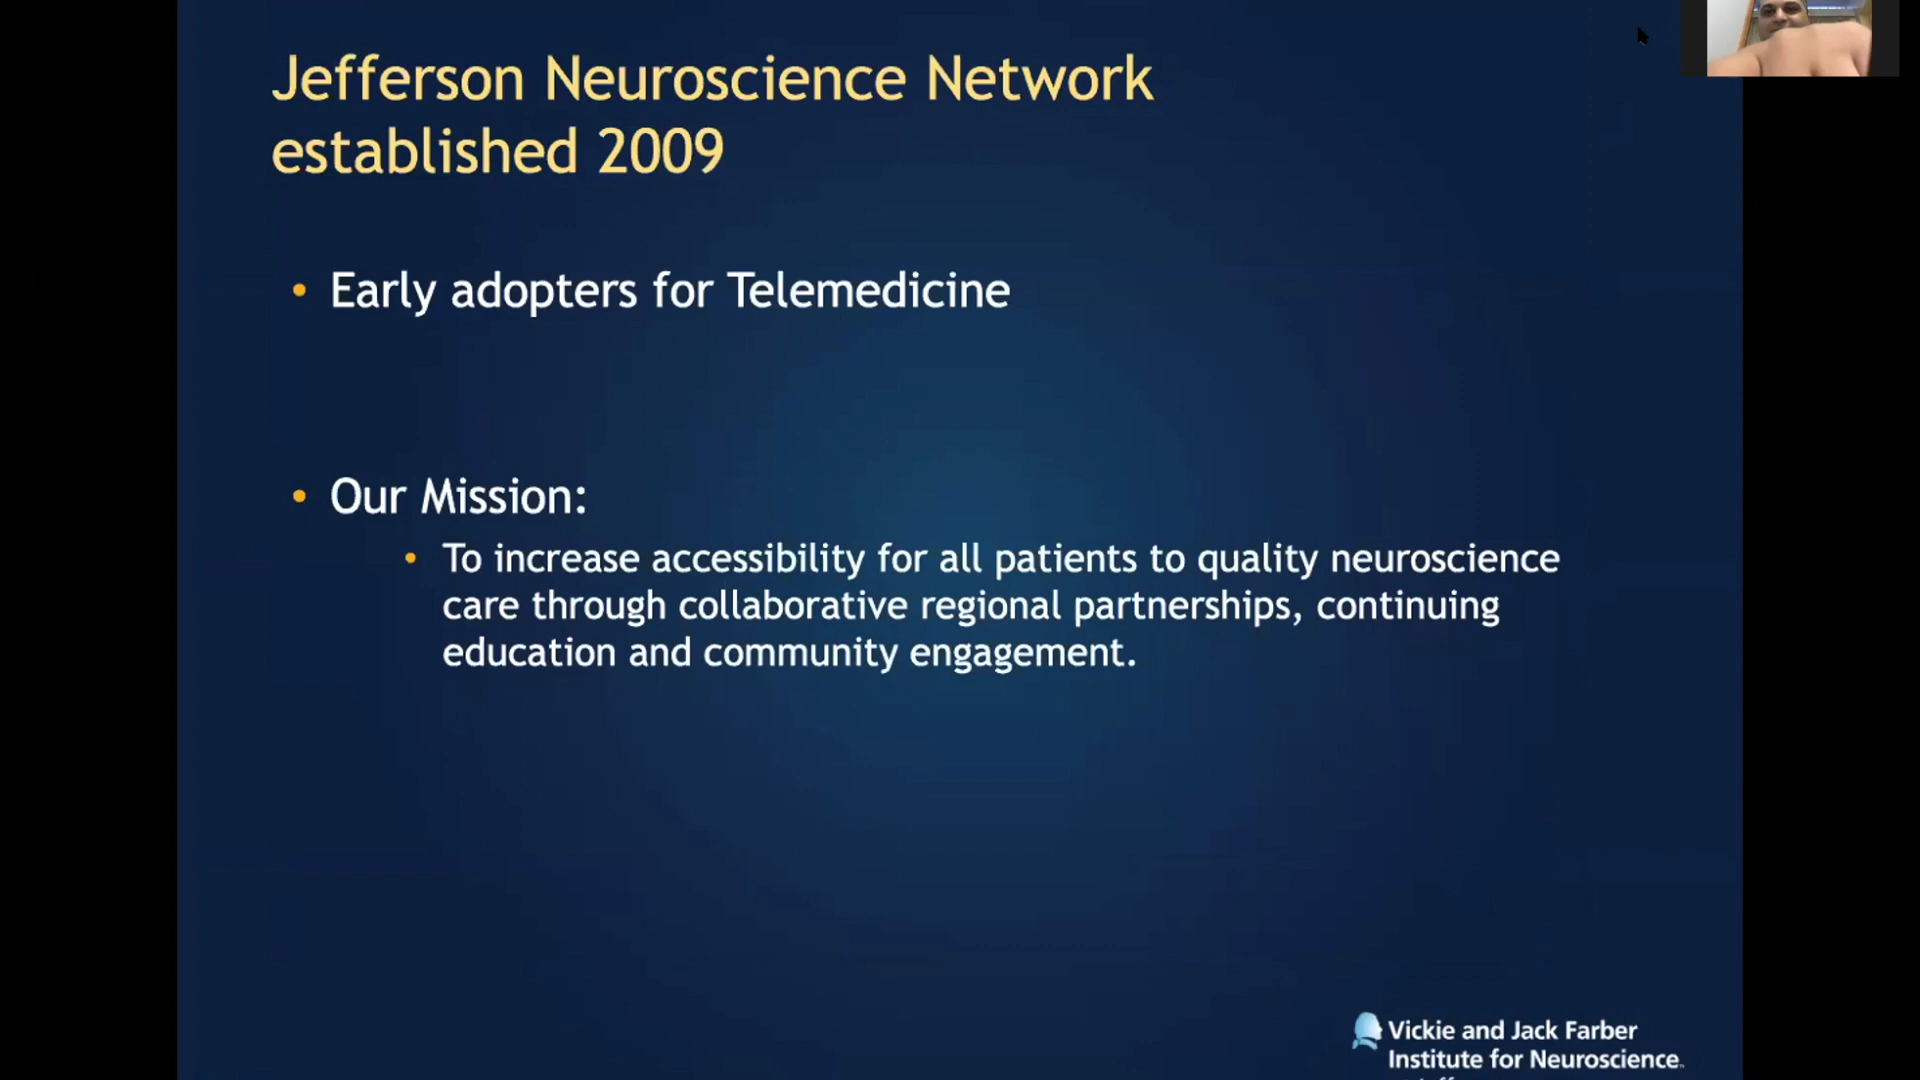 Jefferson Neuroscience Network
established 2009
• Early adopters for Telemedicine
• Our Mission:
• To increase accessibility for all patients to quality neuroscience
care through collaborative regional partnerships, continuing
education and community engagement.
Vickie and Jack Farber
Institute for Neuroscience